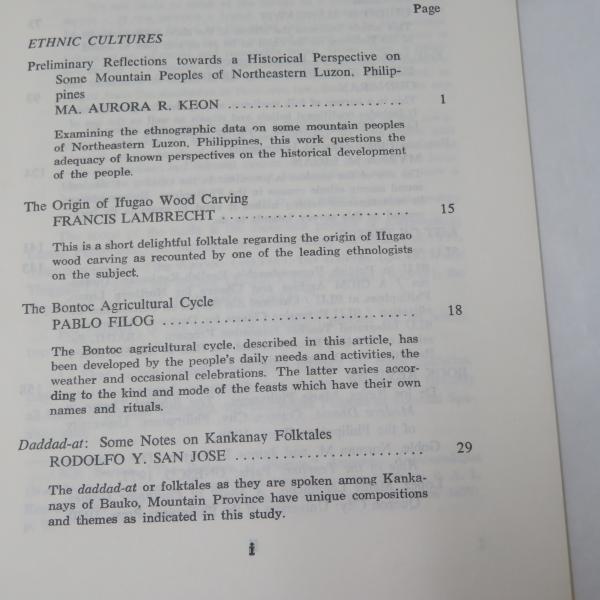 Page
ETHNIC CULTURES
Preliminary Reflections towards a Historical Perspective on
Some Mountain Peoples of Northeastern Luzon, Philip-
pines
MA. AURORA R. KEON ........................ 1
Examining the ethnographic data on some mountain peoples
of Northeastern Luzon, Philippines, this work questions the
adequacy of known perspectives on the historical development
of the people.
The Origin of Ifugao Wood Carving
FRANCIS LAMBRECHT .......................... 15
This is a short delightful folktale regarding the origin of Ifugao
wood carving as recounted by one of the leading ethnologists
on the subject.
The Bontoc Agricultural Cycle
PABLO FILOG ................................. 18
The Bontoc agricultural cycle, described in this article, has
been developed by the people's daily needs and activities, the
weather and occasional celebrations. The latter varies accor-
ding to the kind and mode of the feasts which have their own
names and rituals.
Daddad-at: Some Notes on Kankanay Folktales
RODOLFO Y. SAN JOSE ......................... 29
The daddad-at or folktales as they are spoken among Kanka-
nays of Bauko, Mountain Province have unique compositions
and themes as indicated in this study.
i